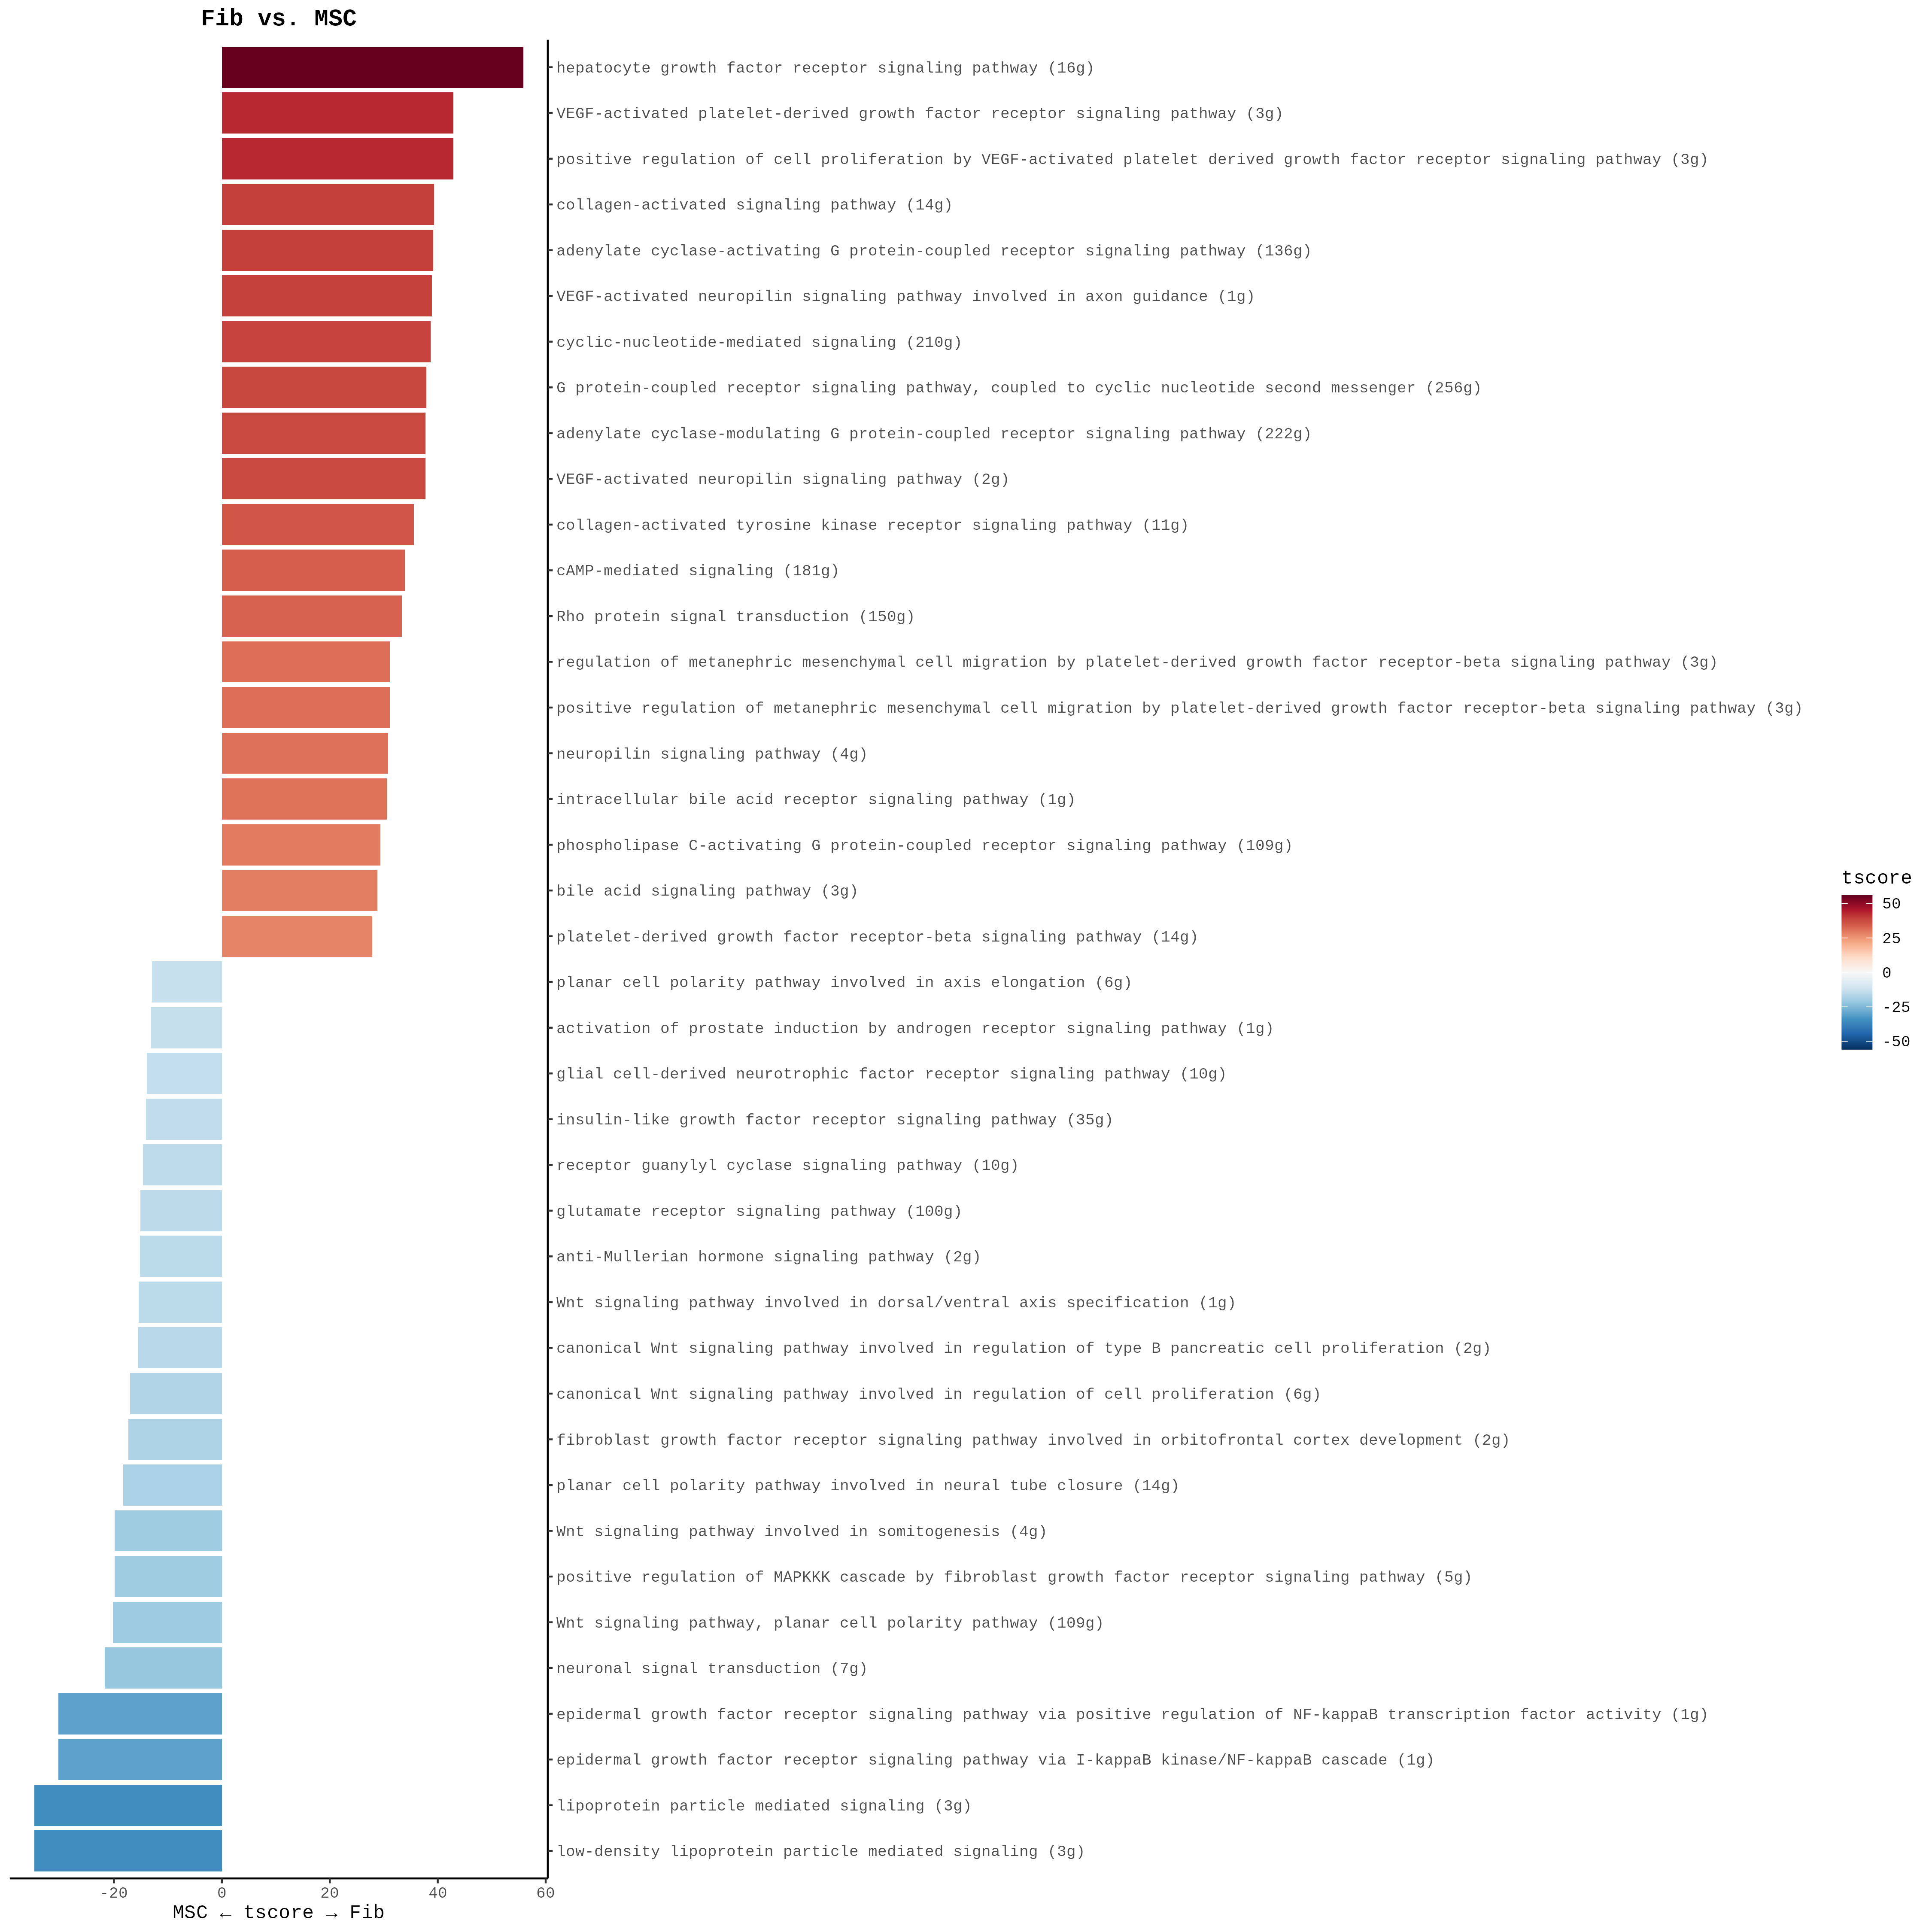 Fib vs. MSC
hepatocyte growth factor receptor signaling pathway (16g)
VEGF-activated platelet-derived growth factor receptor signaling pathway (3g)
positive regulation of cell proliferation by VEGF-activated platelet derived growth factor receptor signaling pathway (3g)
collagen-activated signaling pathway (14g)
adenylate cyclase-activating G protein-coupled receptor signaling pathway (136g)
VEGF-activated neuropilin signaling pathway involved in axon guidance (1g)
cyclic-nucleotide-mediated signaling (210g)
G protein-coupled receptor signaling pathway, coupled to cyclic nucleotide second messenger (256g)
adenylate cyclase-modulating G protein-coupled receptor signaling pathway (222g)
VEGF-activated neuropilin signaling pathway (2g)
collagen-activated tyrosine kinase receptor signaling pathway (11g)
cAMP-mediated signaling (181g)
Rho protein signal transduction (150g)
regulation of metanephric mesenchymal cell migration by platelet-derived growth factor receptor-beta signaling pathway (3g)
positive regulation of metanephric mesenchymal cell migration by platelet-derived growth factor receptor-beta signaling pathway (3g)
neuropilin signaling pathway (4g)
intracellular bile acid receptor signaling pathway (1g)
phospholipase C-activating G protein-coupled receptor signaling pathway (109g)
bile acid signaling pathway (3g)
platelet-derived growth factor receptor-beta signaling pathway (14g)
planar cell polarity pathway involved in axis elongation (6g)
activation of prostate induction by androgen receptor signaling pathway (1g)
glial cell-derived neurotrophic factor receptor signaling pathway (10g)
insulin-like growth factor receptor signaling pathway (35g)
receptor guanylyl cyclase signaling pathway (10g)
glutamate receptor signaling pathway (100g)
anti-Mullerian hormone signaling pathway (2g)
Wnt signaling pathway involved in dorsal/ventral axis specification (1g)
canonical Wnt signaling pathway involved in regulation of type B pancreatic cell proliferation (2g)
canonical Wnt signaling pathway involved in regulation of cell proliferation (6g)
fibroblast growth factor receptor signaling pathway involved in orbitofrontal cortex development (2g)
planar cell polarity pathway involved in neural tube closure (14g)
Wnt signaling pathway involved in somitogenesis (4g)
positive regulation of MAPKKK cascade by fibroblast growth factor receptor signaling pathway (5g)
Wnt signaling pathway, planar cell polarity pathway (109g)
neuronal signal transduction (7g)
epidermal growth factor receptor signaling pathway via positive regulation of NF-kappaB transcription factor activity (1g)
epidermal growth factor receptor signaling pathway via I-kappaB kinase/NF-kappaB cascade (1g)
lipoprotein particle mediated signaling (3g)
low-density lipoprotein particle mediated signaling (3g)
-20 0 20 40 60
MSC ← tscore → Fib
tscore
50
25
0
-25
-50